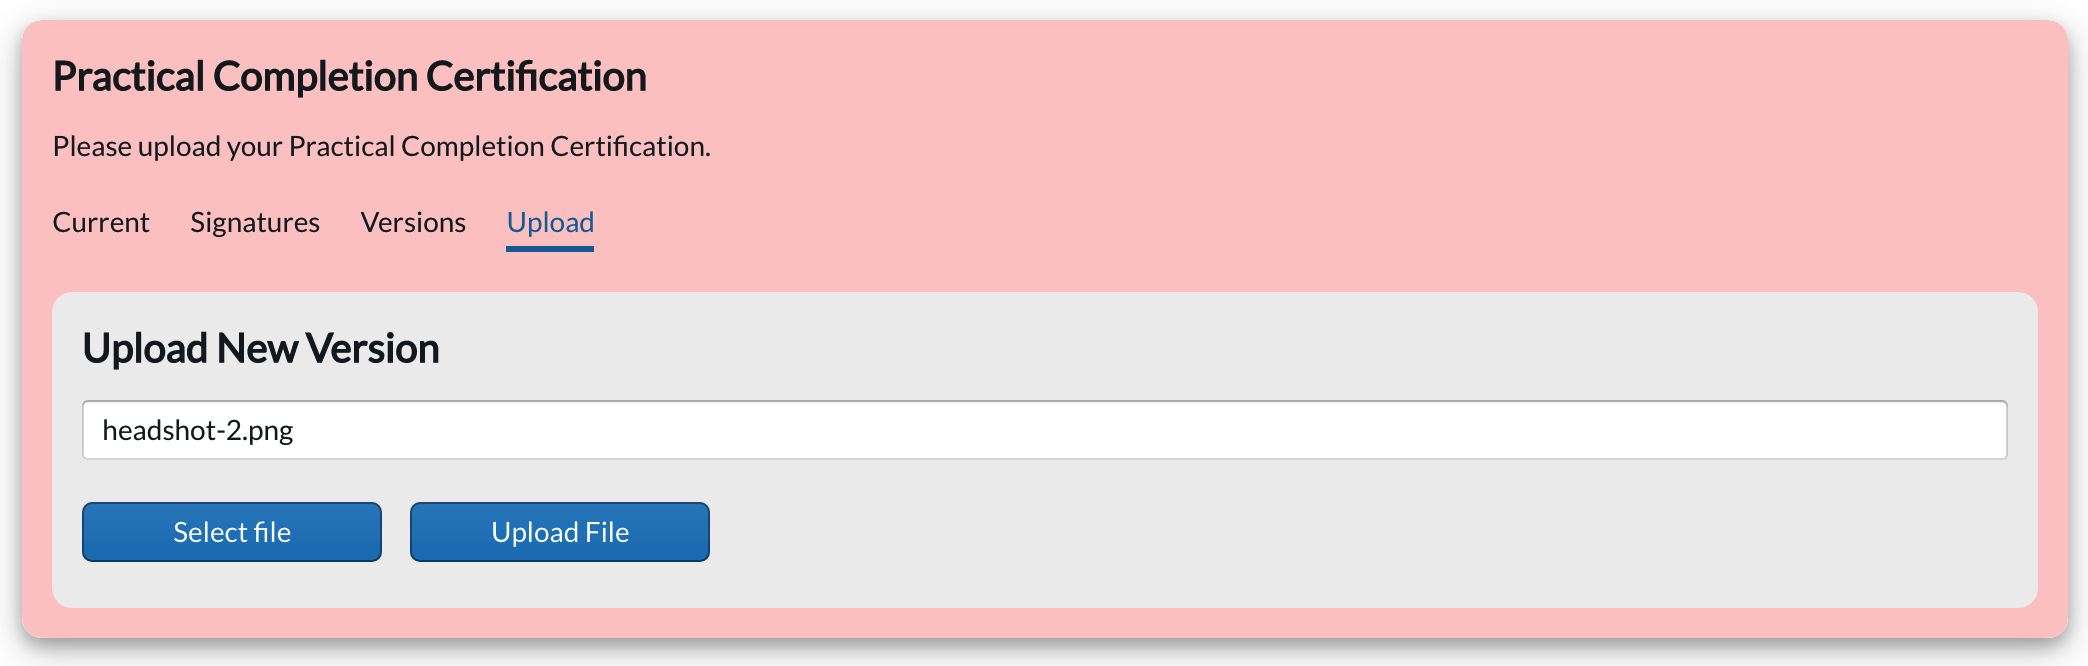 Practical Completion Certification
Please upload your Practical Completion Certification.
Current Signatures Versions Upload
Upload New Version
headshot-2.png
Select file Upload File